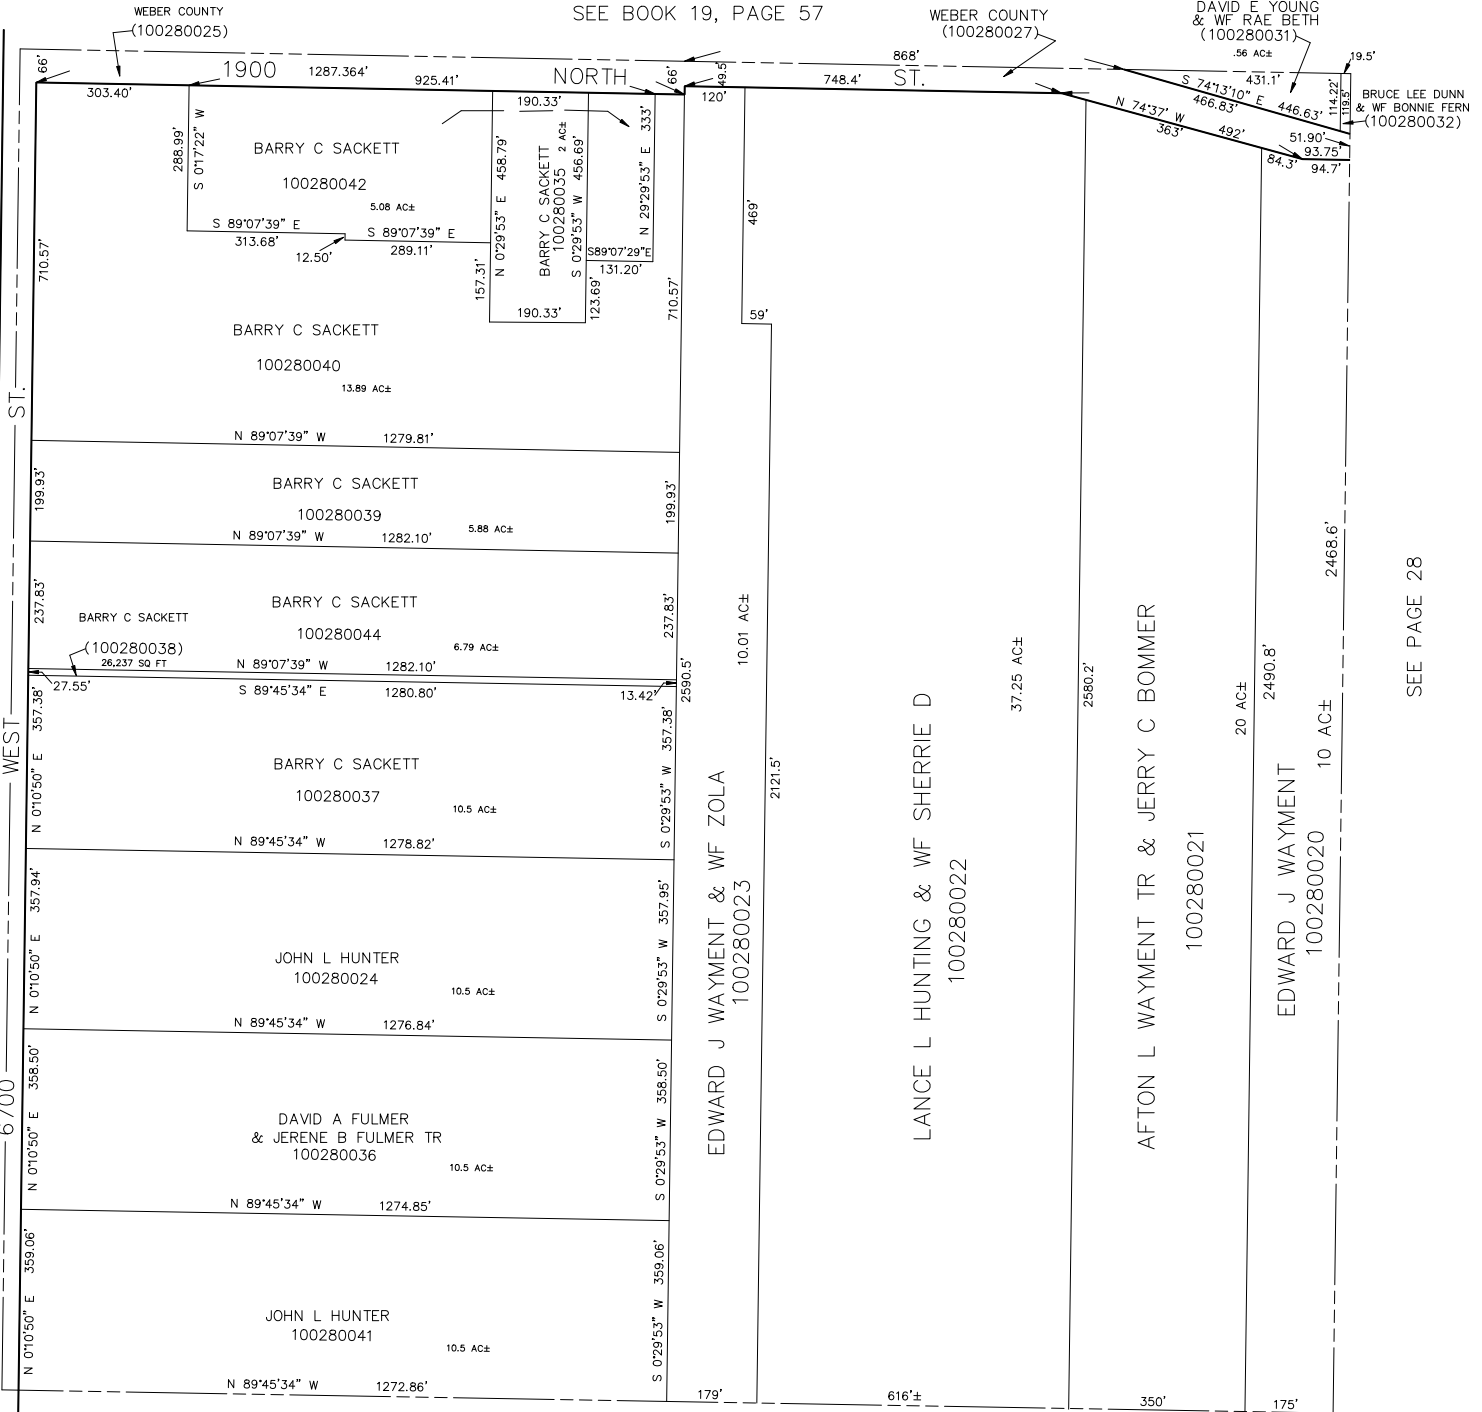 WEBER COUNTY
(100280025)
SEE BOOK 19, PAGE 57
WEBER COUNTY
(100280027)
DAVID E YOUNG
& WF RAE BETH
(100280031)
.56 AC±
19.5'
66'
1900
1287.364'
925.41'
NORTH
66'
49.5'
868'
748.4'
ST.
431.1'
303.40'
190.33'
120'
S 74°13'10" E
466.83'
446.63'
114.22'
119.5'
BRUCE LEE DUNN
& WF BONNIE FERN
(100280032)
N 74°37' W
363'
492'
51.90'
93.75'
84.3'
94.7'
288.99'
S 0°17'22" W
BARRY C SACKETT
100280042
5.08 AC±
N 0°29'53" E 458.79'
BARRY C SACKETT
100280035
2 AC±
S 0°29'53" W 456.69'
N 29°29'53" E 333'
S 89°07'39" E
313.68'
12.50'
S 89°07'39" E
289.11'
S89°07'29"E
131.20'
157.31'
190.33'
123.69'
469'
59'
710.57'
710.57'
BARRY C SACKETT
100280040
13.89 AC±
N 89°07'39" W 1279.81'
199.93'
BARRY C SACKETT
100280039
5.88 AC±
199.93'
N 89°07'39" W 1282.10'
237.83'
BARRY C SACKETT
100280044
6.79 AC±
237.83'
BARRY C SACKETT
(100280038)
26,237 SQ FT
N 89°07'39" W 1282.10'
27.55'
S 89°45'34" E 1280.80'
13.42'
N 0°10'50" E 357.38'
BARRY C SACKETT
100280037
10.5 AC±
S 0°29'53" W 357.38'
N 89°45'34" W 1278.82'
N 0°10'50" E 357.94'
JOHN L HUNTER
100280024
10.5 AC±
S 0°29'53" W 357.95'
N 89°45'34" W 1276.84'
N 0°10'50" E 358.50'
DAVID A FULMER
& JERENE B FULMER TR
100280036
10.5 AC±
S 0°29'53" W 358.50'
N 89°45'34" W 1274.85'
N 0°10'50" E 359.06'
JOHN L HUNTER
100280041
10.5 AC±
S 0°29'53" W 359.06'
N 89°45'34" W 1272.86'
6700 WEST ST.
2590.5'
EDWARD J WAYMENT & WF ZOLA
100280023
10.01 AC±
2121.5'
LANCE L HUNTING & WF SHERRIE D
100280022
37.25 AC±
2580.2'
AFTON L WAYMENT TR & JERRY C BOMMER
100280021
20 AC±
2490.8'
EDWARD J WAYMENT
100280020
10 AC±
2468.6'
SEE PAGE 28
179'
616'±
350'
175'